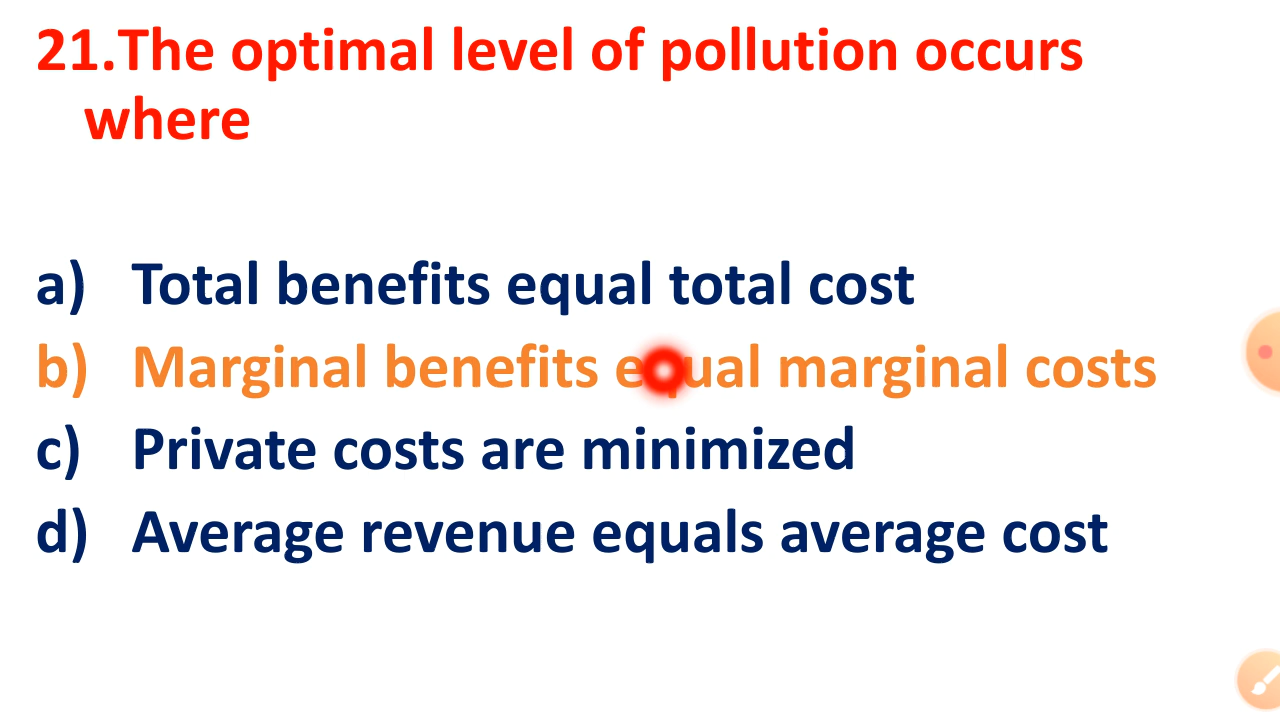 21.The optimal level of pollution occurs
where
a) Total benefits equal total cost
b) Marginal benefits equal marginal costs
c) Private costs are minimized
d) Average revenue equals average cost